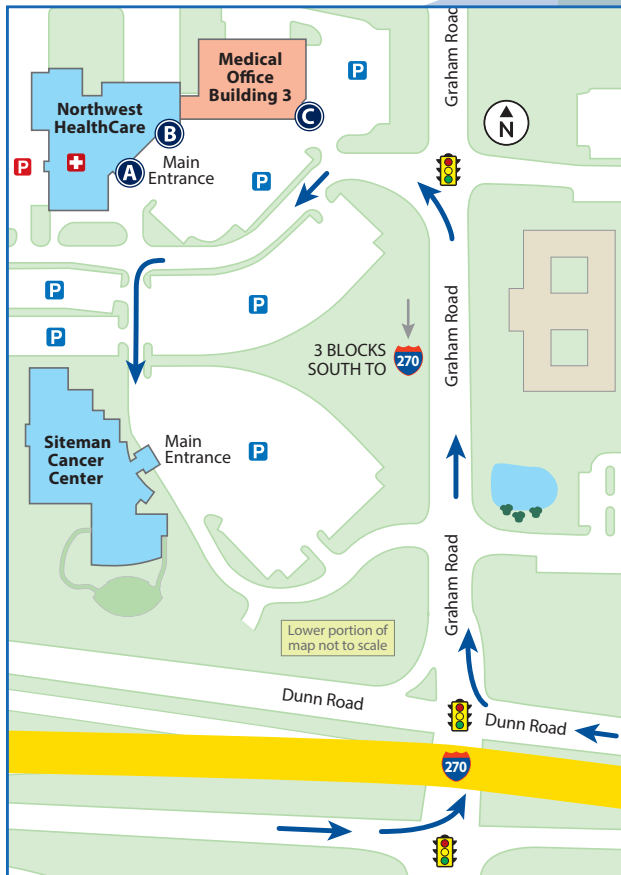 Graham Road
Medical
Office
Building 3
P
Northwest
HealthCare
C
B
N
P
A
Main
Entrance
P
P
P
Graham Road
3 BLOCKS
SOUTH TO
270
P
Siteman
Cancer
Center
Main
Entrance
P
Graham Road
Lower portion of
map not to scale
Dunn Road
Dunn Road
270